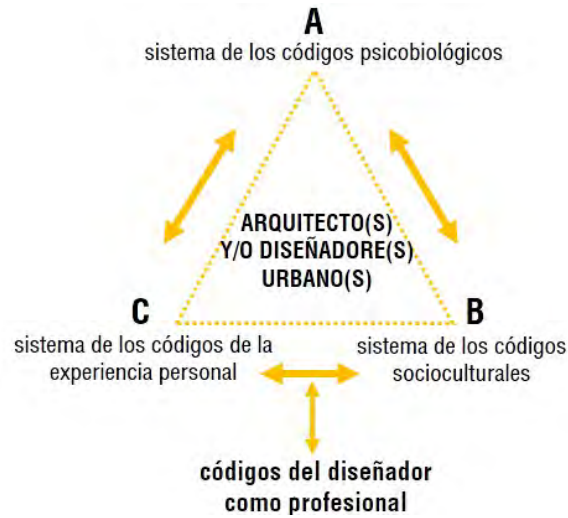 A
sistema de los códigos psicobiológicos
ARQUITECTO(S)
Y/O DISEÑADORE(S)
URBANO(S)
C
sistema de los códigos de la
experiencia personal
B
sistema de los códigos
socioculturales
códigos del diseñador
como profesional